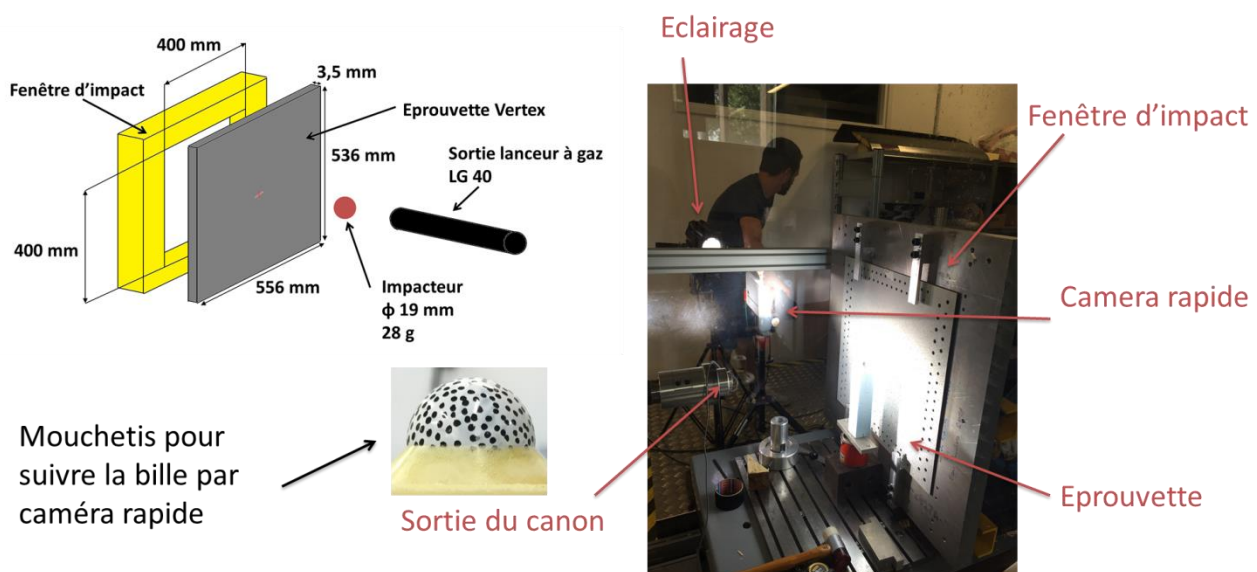 400 mm
3,5 mm
Fenêtre d’impact
Eprouvette Vertex
536 mm
Sortie lanceur à gaz
LG 40
400 mm
556 mm
Impacteur
ф 19 mm
28 g
Mouchetis pour
suivre la bille par
caméra rapide
Eclairage
Fenêtre d’impact
Camera rapide
Sortie du canon
Eprouvette